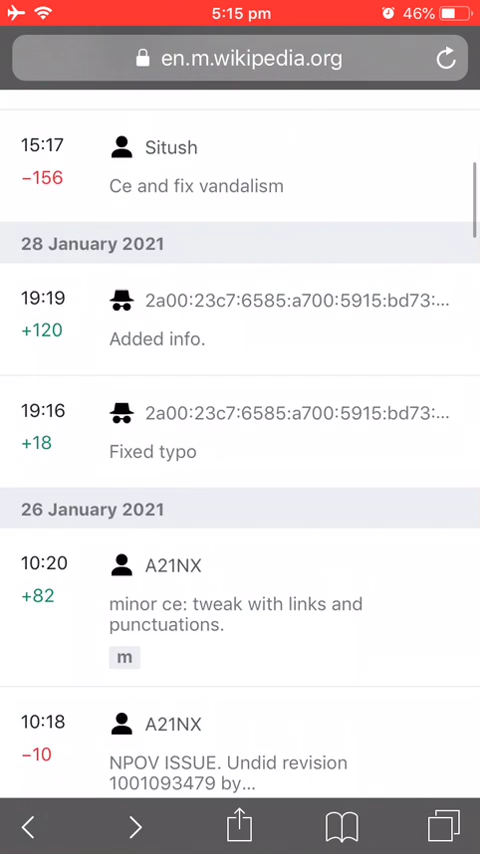 5:15 pm
46%
en.m.wikipedia.org
15:17
Sitush
−156
Ce and fix vandalism
28 January 2021
19:19
2a00:23c7:6585:a700:5915:bd73:...
+120
Added info.
19:16
2a00:23c7:6585:a700:5915:bd73:...
+18
Fixed typo
26 January 2021
10:20
A21NX
+82
minor ce: tweak with links and
punctuations.
m
10:18
A21NX
−10
NPOV ISSUE. Undid revision
1001093479 by...